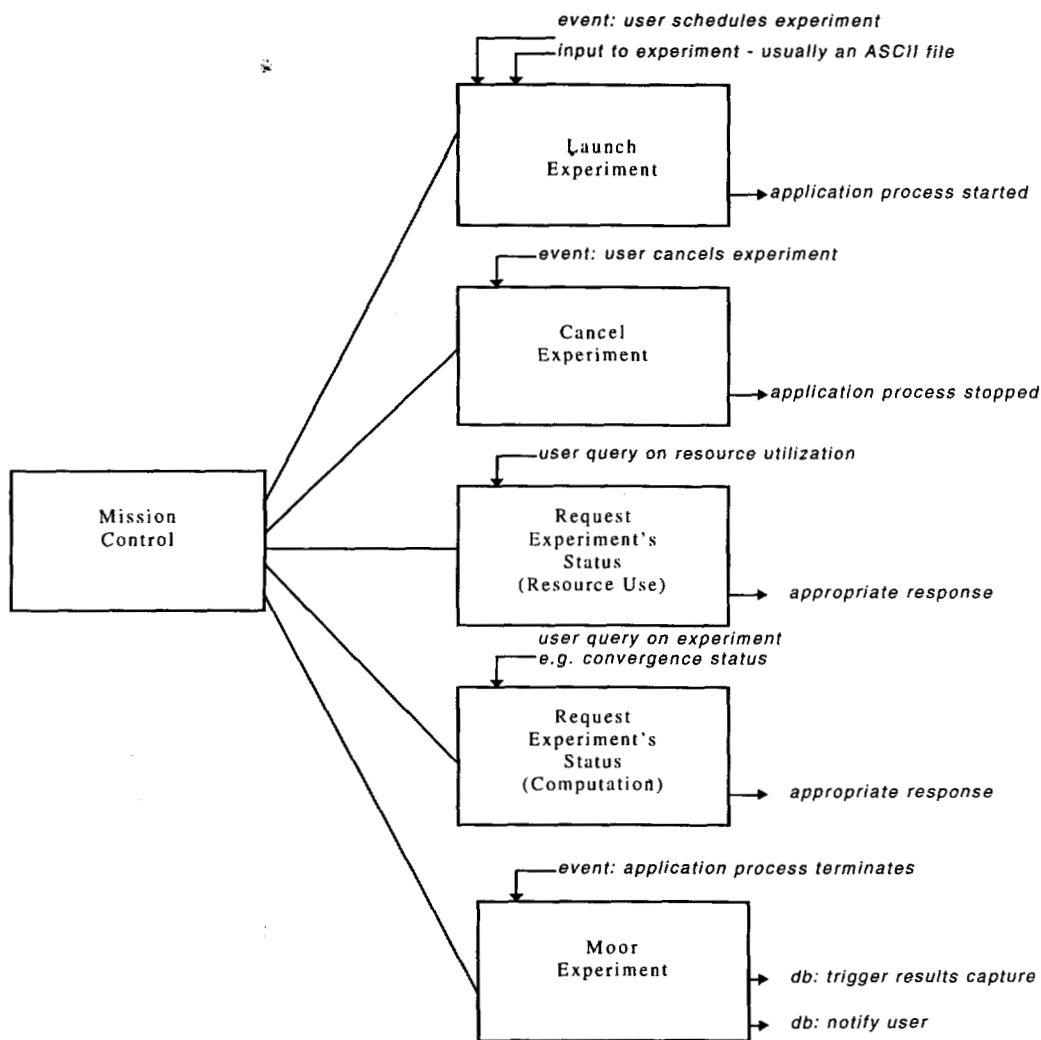 event: user schedules experiment
input to experiment - usually an ASCII file
Launch
Experiment
application process started
event: user cancels experiment
Cancel
Experiment
application process stopped
user query on resource utilization
Mission
Control
Request
Experiment's
Status
(Resource Use)
appropriate response
user query on experiment
e.g. convergence status
Request
Experiment's
Status
(Computation)
appropriate response
event: application process terminates
Moor
Experiment
db: trigger results capture
db: notify user